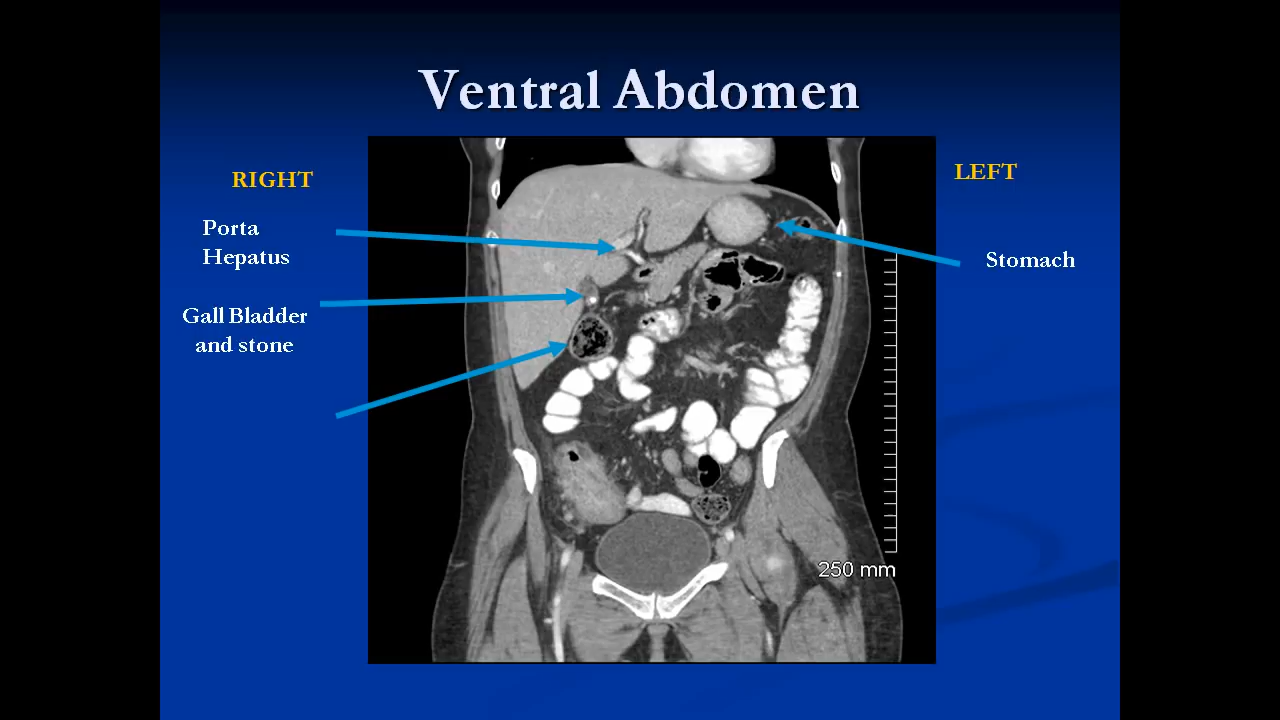 Ventral Abdomen
RIGHT
LEFT
Porta
Hepatus
Stomach
Gall Bladder
and stone
250 mm